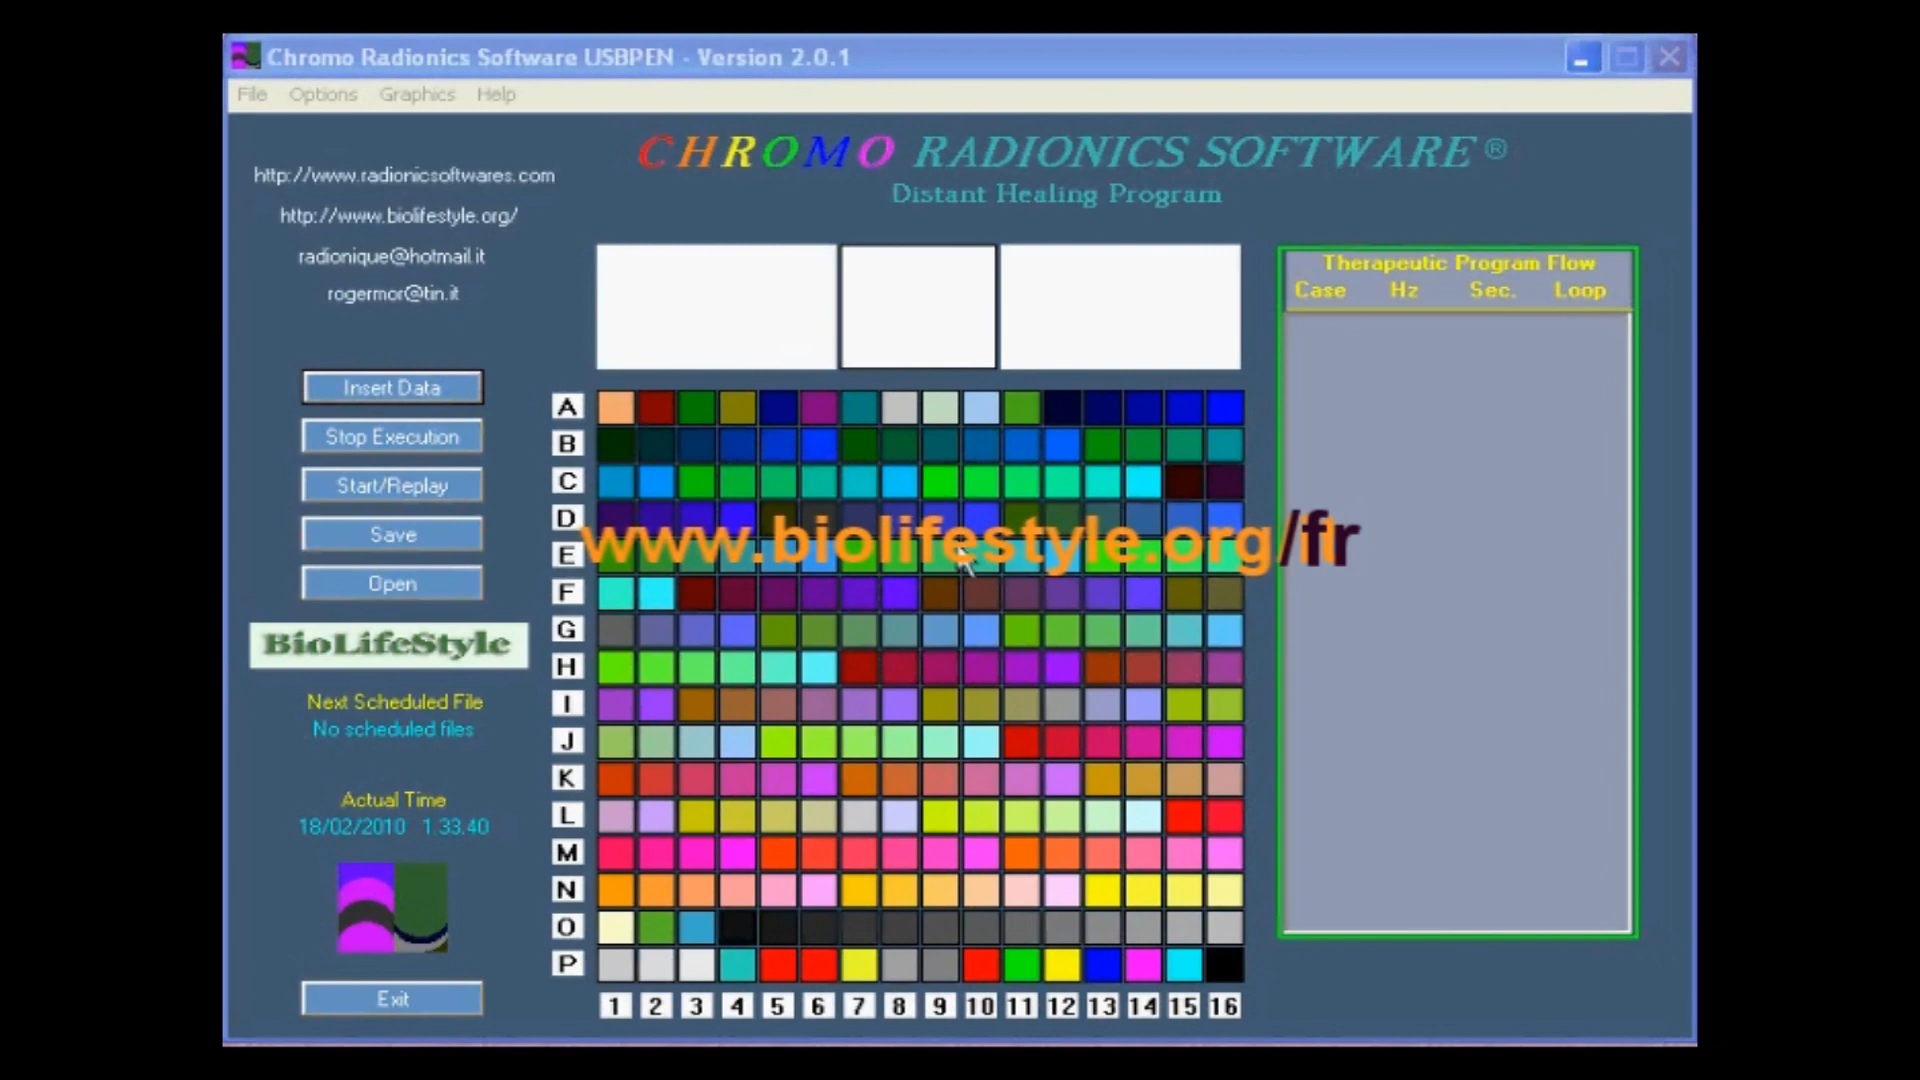 Chromo Radionics Software USBPEN - Version 2.0.1
File Options Graphics Help
CHROMO RADIONICS SOFTWARE®
Distant Healing Program
http://www.radionicsoftwares.com
http://www.biolifestyle.org/
radionique@hotmail.it
rogermor@tin.it
Insert Data
Stop Execution
Start/Replay
Save
Open
BioLifeStyle
Next Scheduled File
No scheduled files
Actual Time
18/02/2010 1.33.40
Exit
A
B
C
D
E
F
G
H
I
J
K
L
M
N
O
P
1 2 3 4 5 6 7 8 9 10 11 12 13 14 15 16
www.biolifestyle.org/fr
Therapeutic Program Flow
Case Hz Sec. Loop